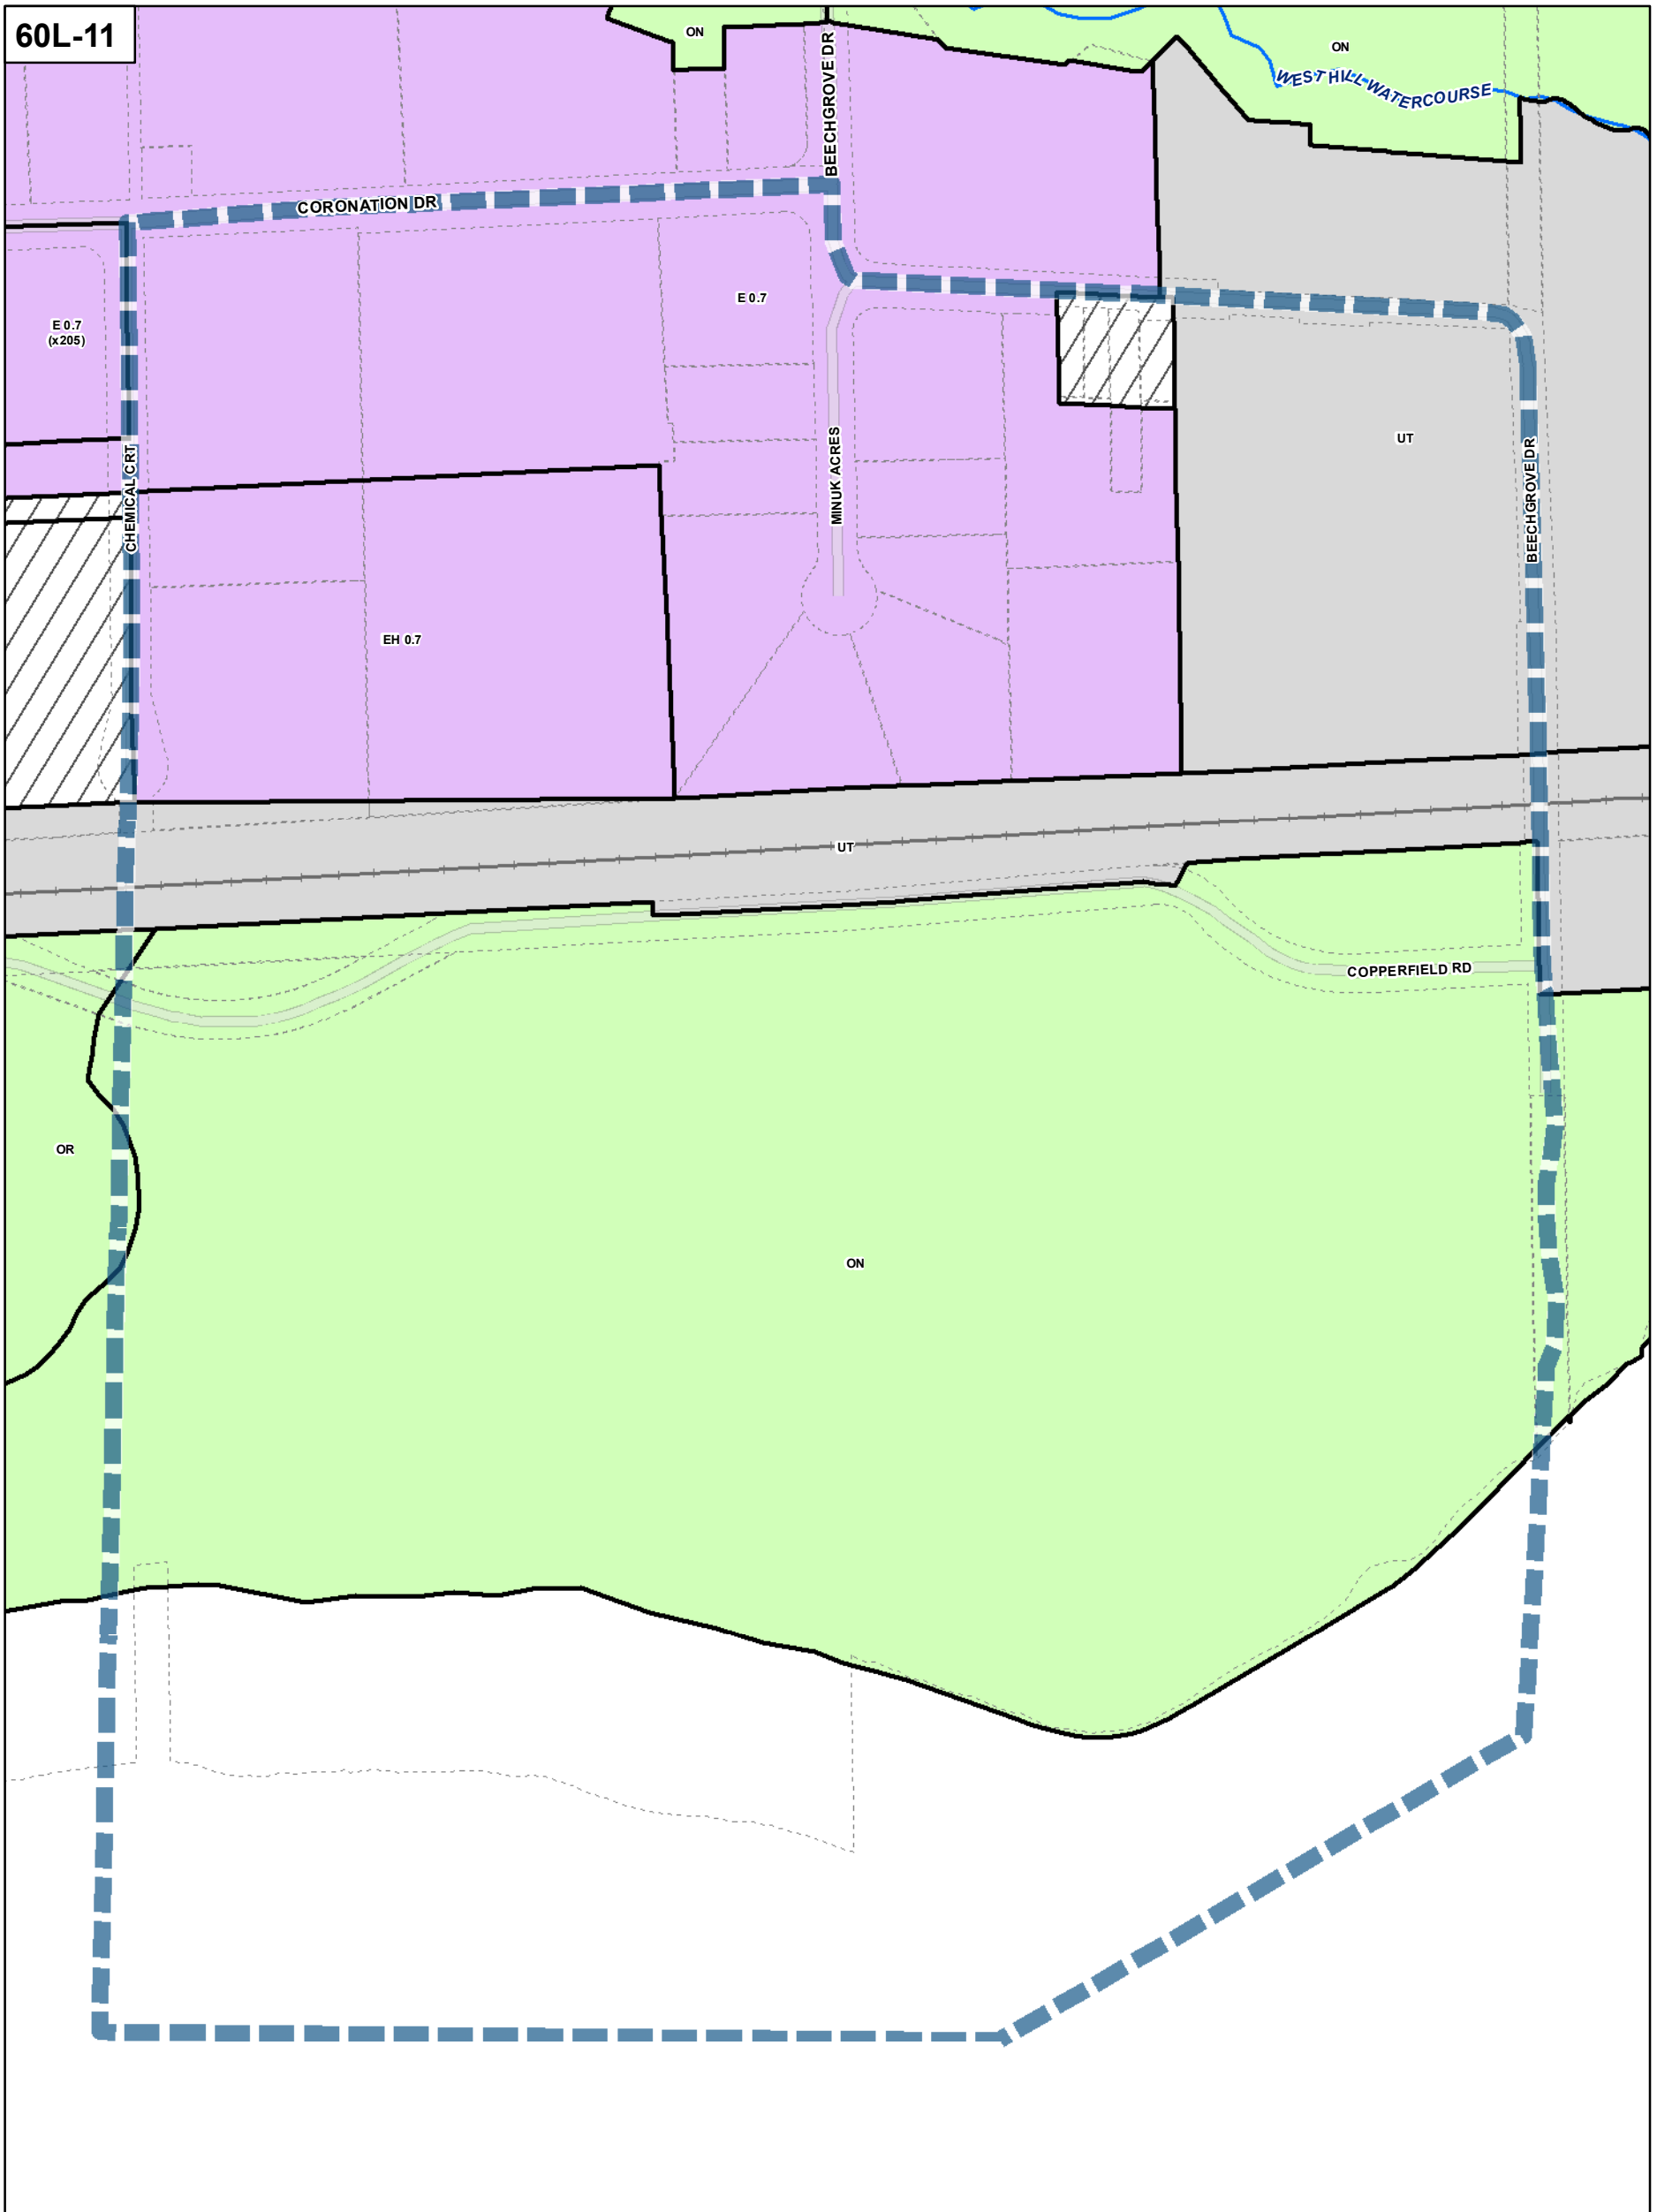 60L-11
ON
BEECHGROVE DR
ON
WEST HILL WATERCOURSE
CORONATION DR
E 0.7
E 0.7
(x205)
UT
CHEMICAL CRT
MINUK ACRES
BEECHGROVE DR
EH 0.7
UT
COPPERFIELD RD
OR
ON